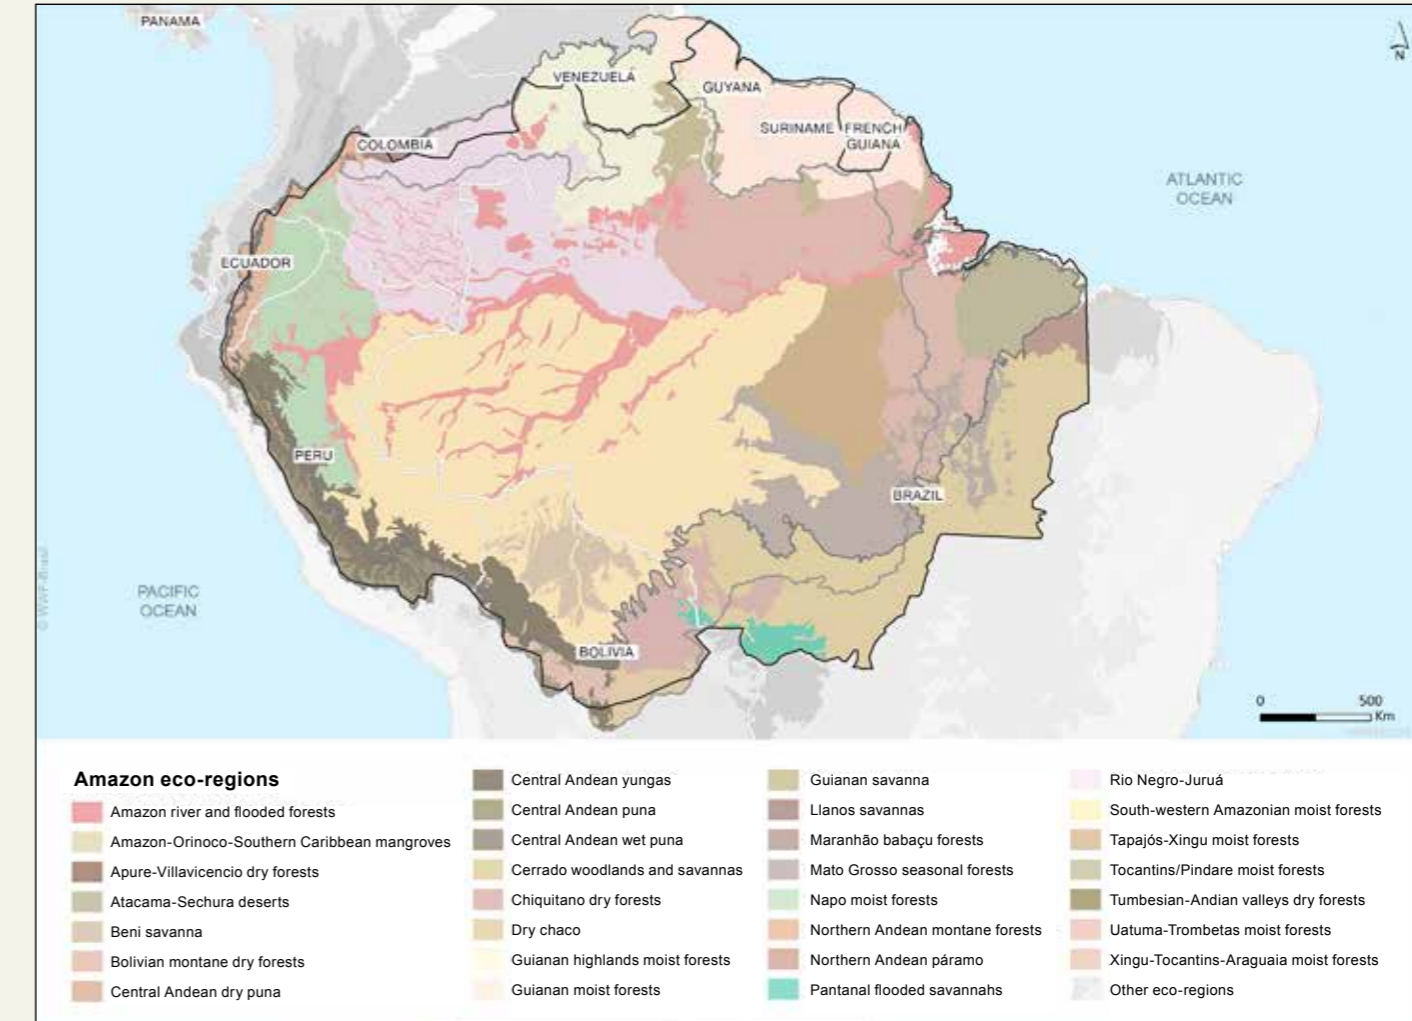 PANAMA
N
VENEZUELA
GUYANA
SURINAME
FRENCH
GUIANA
COLOMBIA
ATLANTIC
OCEAN
ECUADOR
PERU
BRAZIL
PACIFIC
OCEAN
BOLIVIA
© WWF-Brasil
0 500
Km
Amazon eco-regions
Amazon river and flooded forests
Amazon-Orinoco-Southern Caribbean mangroves
Apure-Villavicencio dry forests
Atacama-Sechura deserts
Beni savanna
Bolivian montane dry forests
Central Andean dry puna
Central Andean yungas
Central Andean puna
Central Andean wet puna
Cerrado woodlands and savannas
Chiquitano dry forests
Dry chaco
Guianan highlands moist forests
Guianan moist forests
Guianan savanna
Llanos savannas
Maranhão babaçu forests
Mato Grosso seasonal forests
Napo moist forests
Northern Andean montane forests
Northern Andean páramo
Pantanal flooded savannahs
Rio Negro-Juruá
South-western Amazonian moist forests
Tapajós-Xingu moist forests
Tocantins/Pindare moist forests
Tumbesian-Andian valleys dry forests
Uatuma-Trombetas moist forests
Xingu-Tocantins-Araguaia moist forests
Other eco-regions